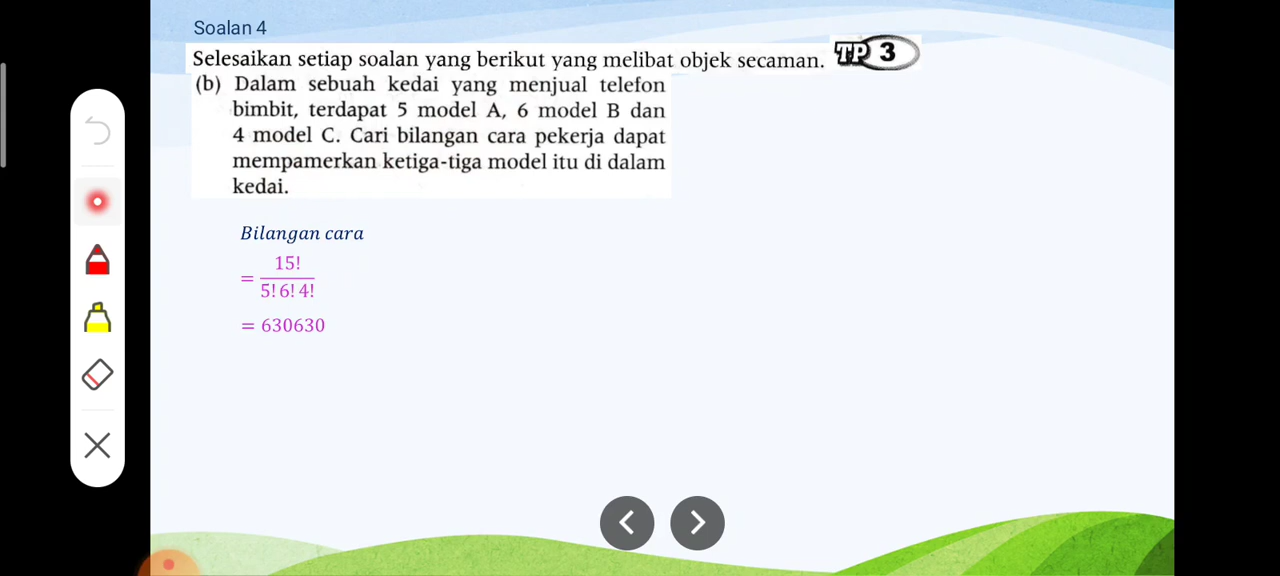 Soalan 4
Selesaikan setiap soalan yang berikut yang melibat objek secaman. TP 3
(b) Dalam sebuah kedai yang menjual telefon
bimbit, terdapat 5 model A, 6 model B dan
4 model C. Cari bilangan cara pekerja dapat
mempamerkan ketiga-tiga model itu di dalam
kedai.
Bilangan cara
= 15! / 5! 6! 4!
= 630630